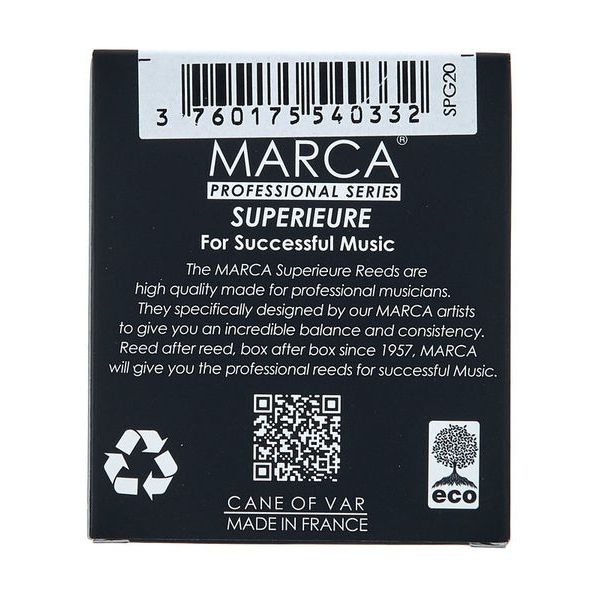 3 760175 540332
SPG20
MARCA®
PROFESSIONAL SERIES
SUPERIEURE
For Successful Music
The MARCA Superieure Reeds are
high quality made for professional musicians.
They specifically designed by our MARCA artists
to give you an incredible balance and consistency.
Reed after reed, box after box since 1957, MARCA
will give you the professional reeds for successful Music.
eco
CANE OF VAR
MADE IN FRANCE